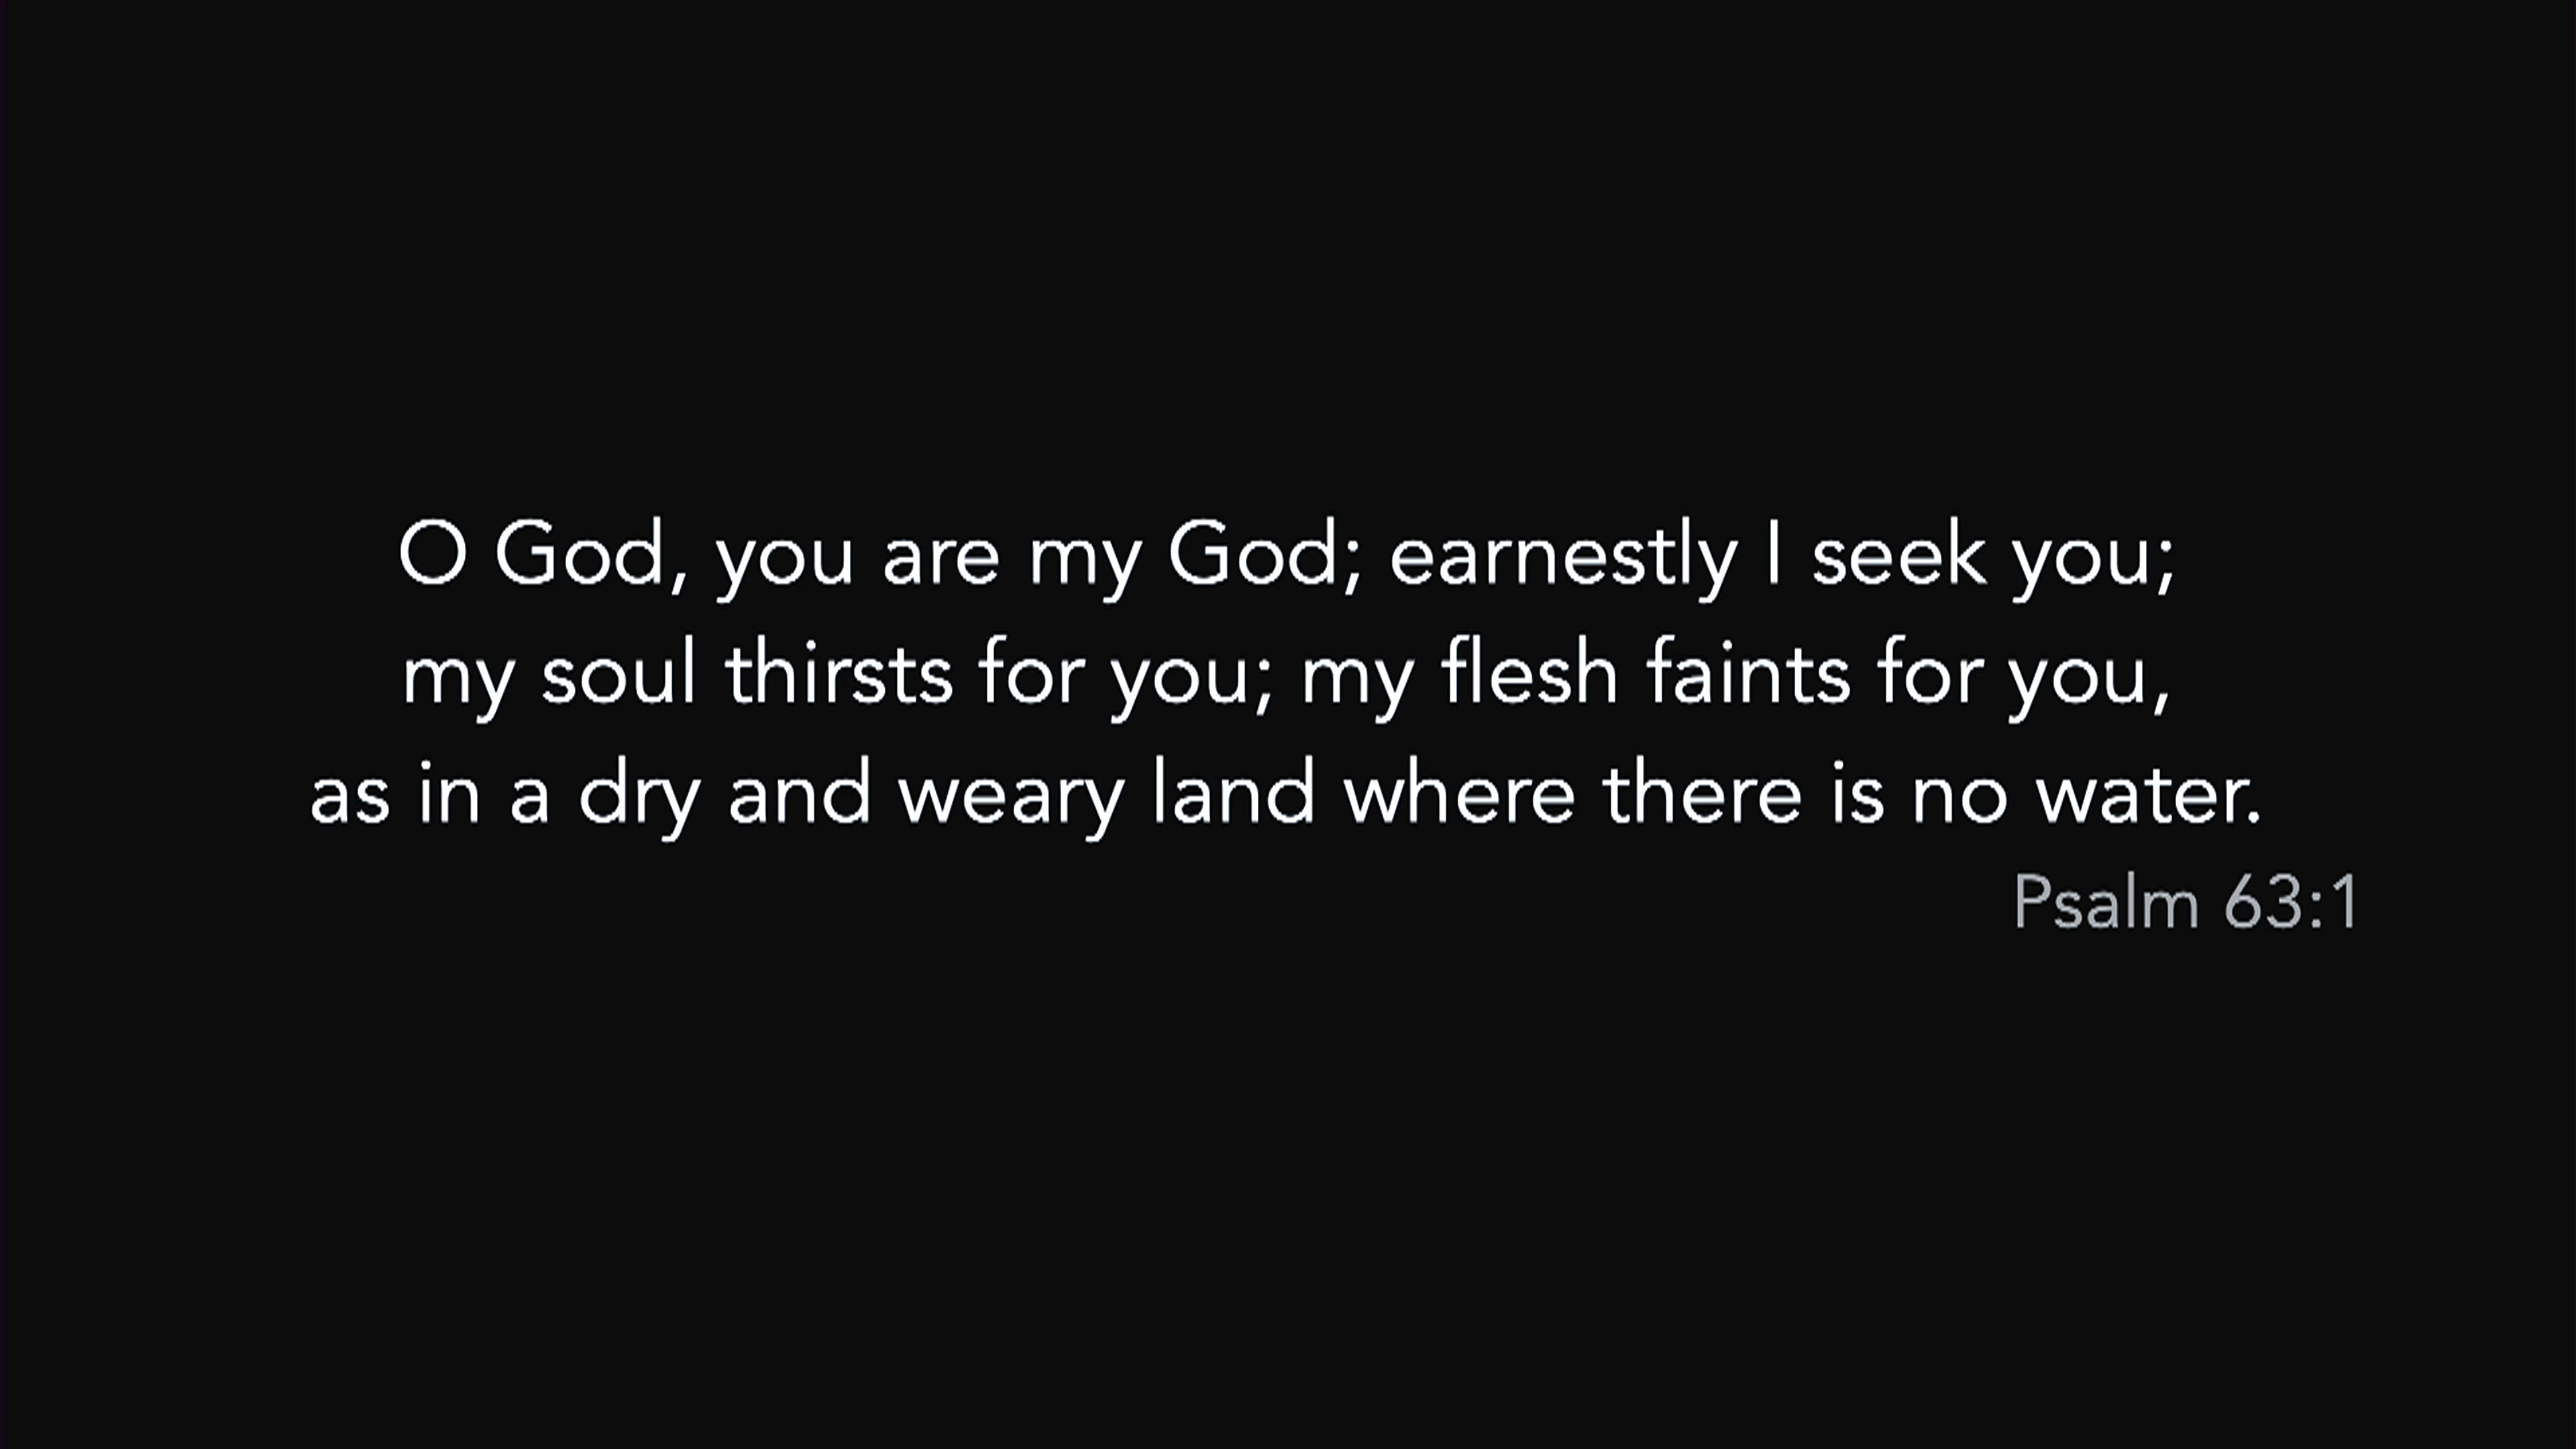 O God, you are my God; earnestly I seek you;
my soul thirsts for you; my flesh faints for you,
as in a dry and weary land where there is no water.
Psalm 63:1